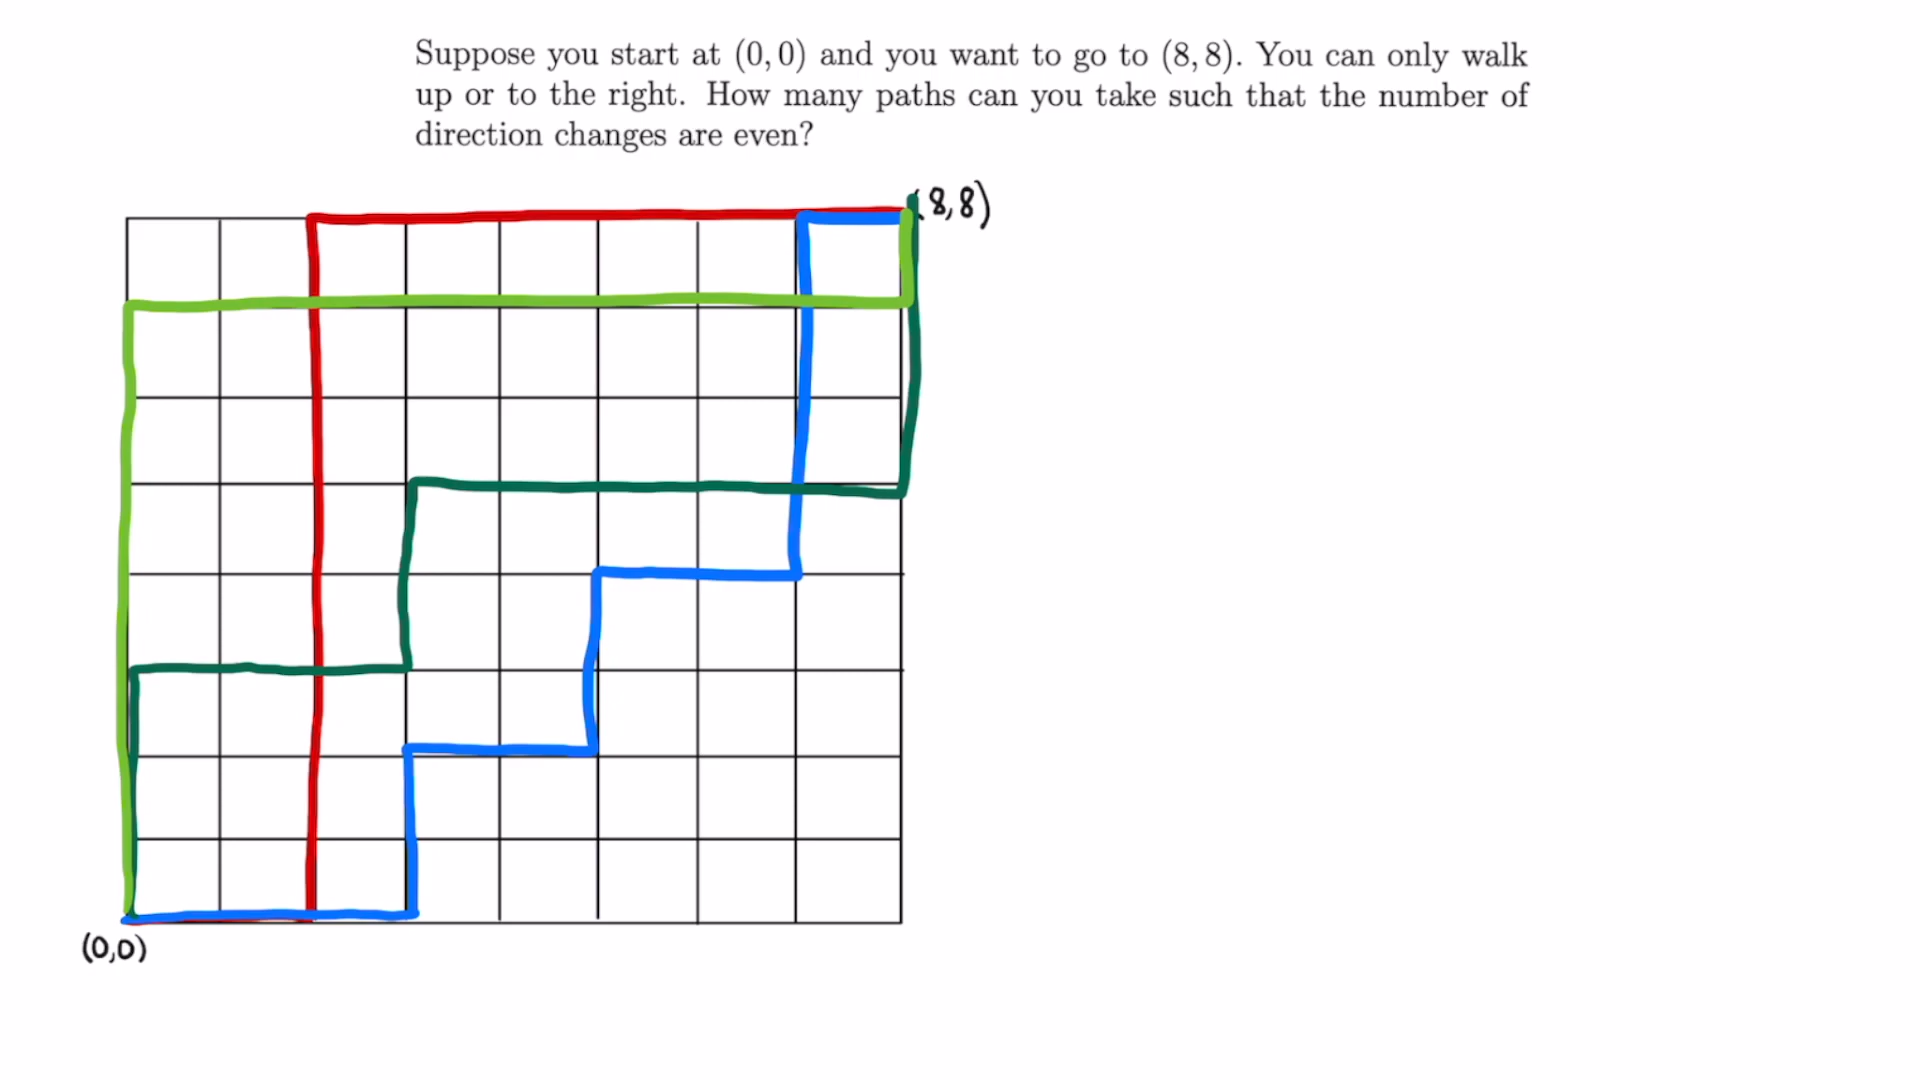 Suppose you start at (0, 0) and you want to go to (8, 8). You can only walk
up or to the right. How many paths can you take such that the number of
direction changes are even?
(8,8)
(0,0)